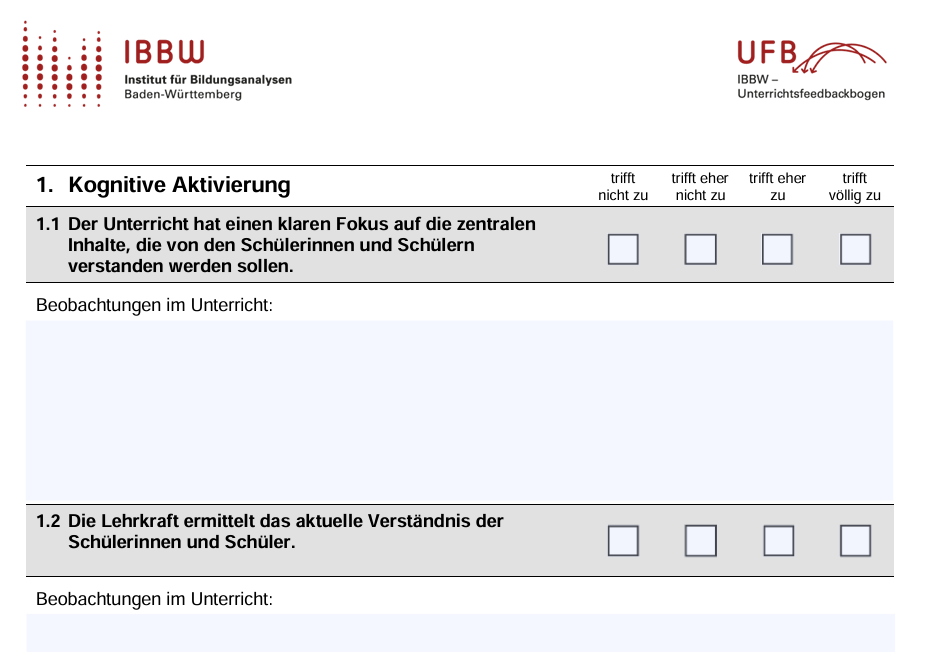 IBBW
Institut für Bildungsanalysen
Baden-Württemberg
UFB
IBBW –
Unterrichtsfeedbackbogen
1. Kognitive Aktivierung
trifft nicht zu
trifft eher nicht zu
trifft eher zu
trifft völlig zu
1.1 Der Unterricht hat einen klaren Fokus auf die zentralen
Inhalte, die von den Schülerinnen und Schülern
verstanden werden sollen.
Beobachtungen im Unterricht:
1.2 Die Lehrkraft ermittelt das aktuelle Verständnis der
Schülerinnen und Schüler.
Beobachtungen im Unterricht: